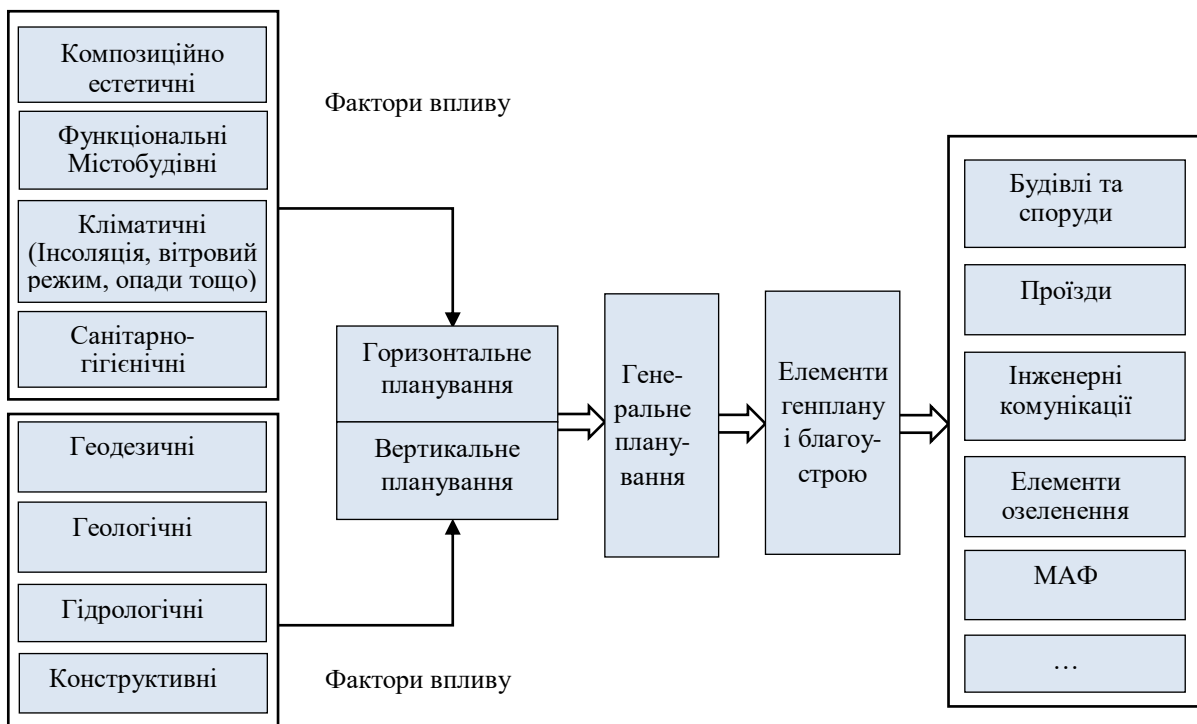 Композиційно
естетичні
Функціональні
Містобудівні
Кліматичні
(Інсоляція, вітровий
режим, опади тощо)
Санітарно-
гігієнічні
Фактори впливу
Геодезичні
Геологічні
Гідрологічні
Конструктивні
Фактори впливу
Горизонтальне
планування
Вертикальне
планування
Гене-
ральне
плану-
вання
Елементи
генплану
і благоу-
строю
Будівлі та
споруди
Проїзди
Інженерні
комунікації
Елементи
озеленення
МАФ
…